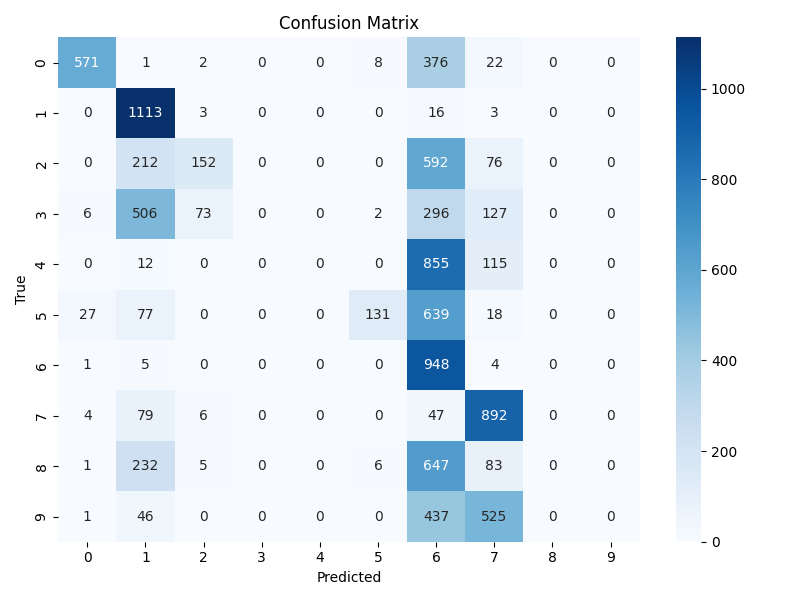 Confusion Matrix
0 571 1 2 0 0 8 376 22 0 0
1 0 1113 3 0 0 0 16 3 0 0
2 0 212 152 0 0 0 592 76 0 0
3 6 506 73 0 0 2 296 127 0 0
4 0 12 0 0 0 0 855 115 0 0
5 27 77 0 0 0 131 639 18 0 0
6 1 5 0 0 0 0 948 4 0 0
7 4 79 6 0 0 0 47 892 0 0
8 1 232 5 0 0 6 647 83 0 0
9 1 46 0 0 0 0 437 525 0 0
0 1 2 3 4 5 6 7 8 9
Predicted
True
1000
800
600
400
200
0